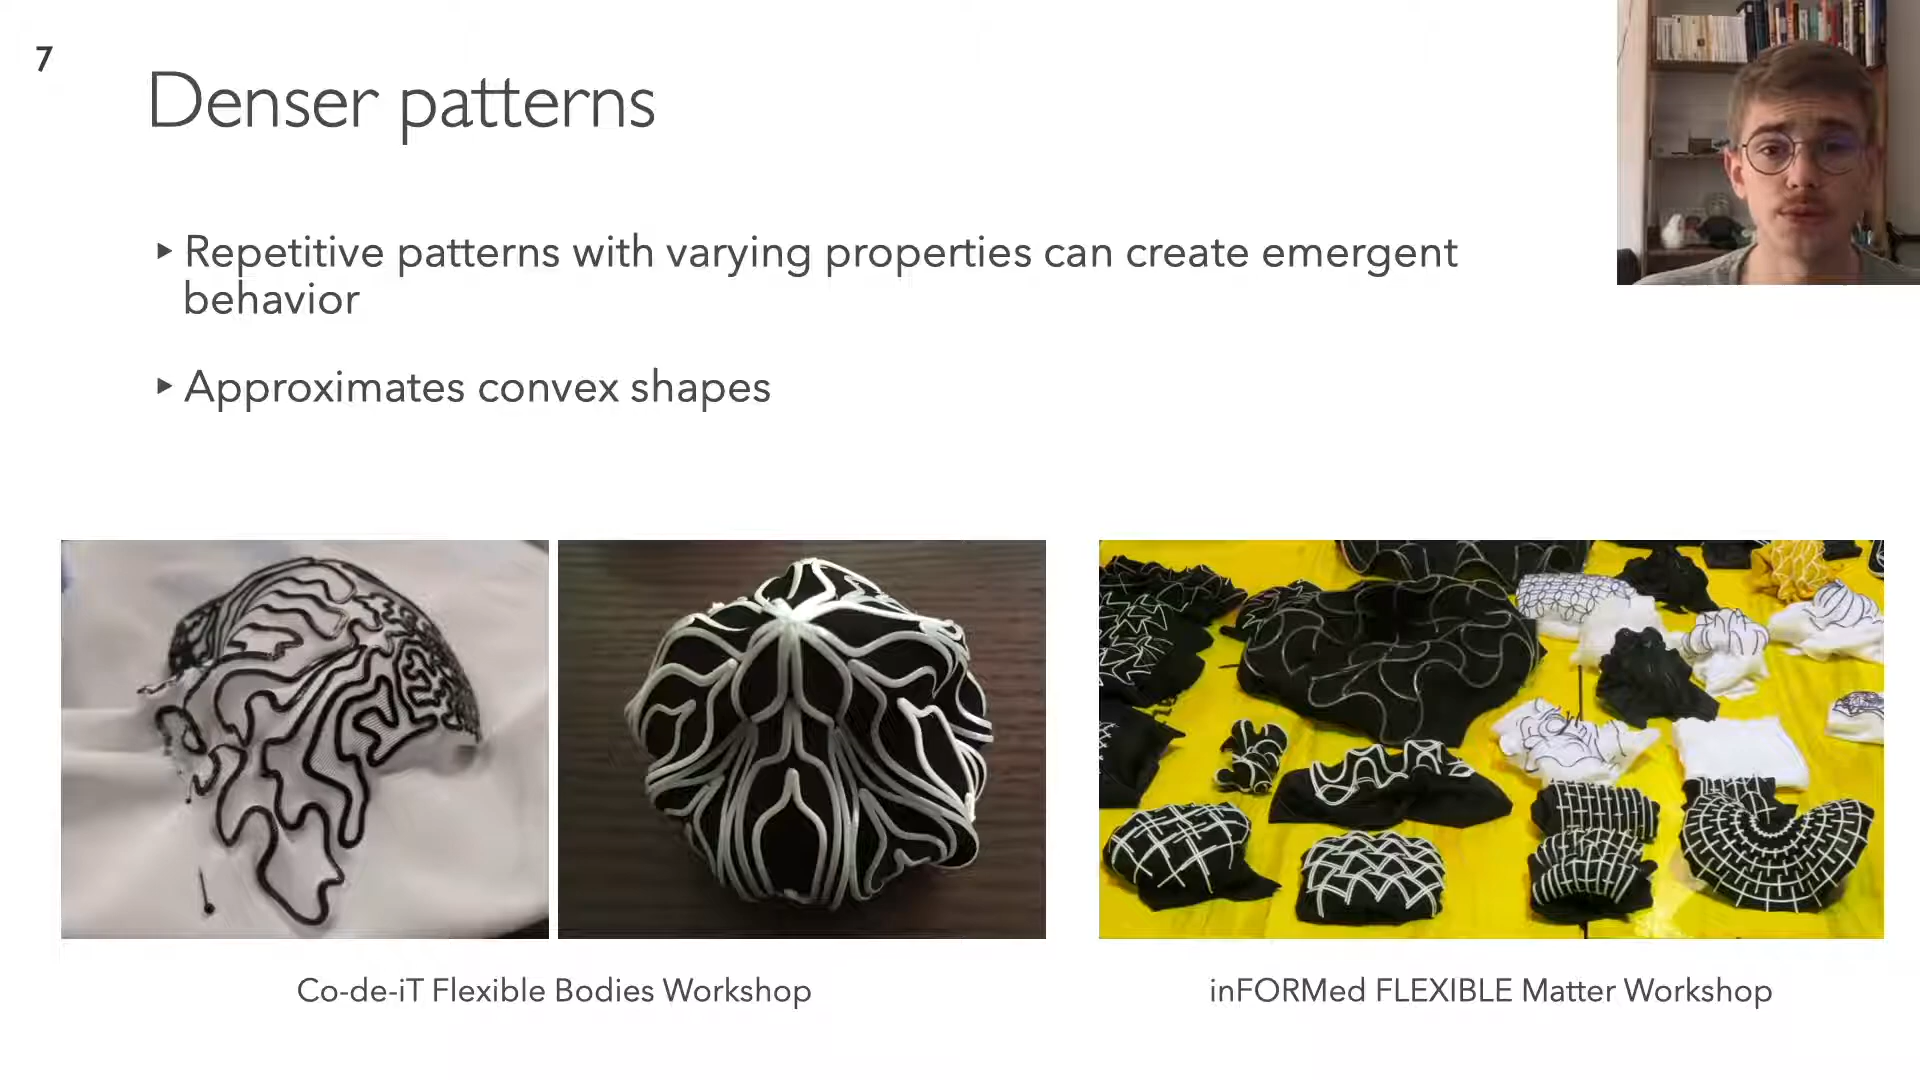 7
Denser patterns
▸ Repetitive patterns with varying properties can create emergent
behavior
▸ Approximates convex shapes
Co-de-iT Flexible Bodies Workshop
inFORMed FLEXIBLE Matter Workshop